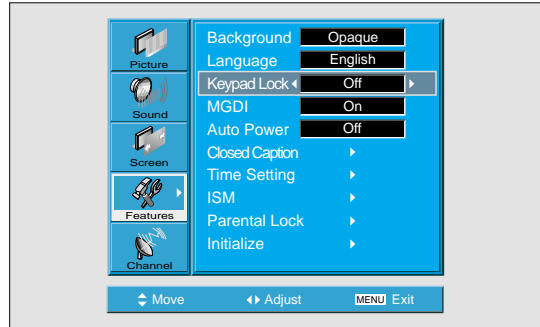 Picture
Sound
Screen
Features
Channel
Background Opaque
Language English
Keypad Lock Off
MGDI On
Auto Power Off
Closed Caption
Time Setting
ISM
Parental Lock
Initialize
Move Adjust MENU Exit